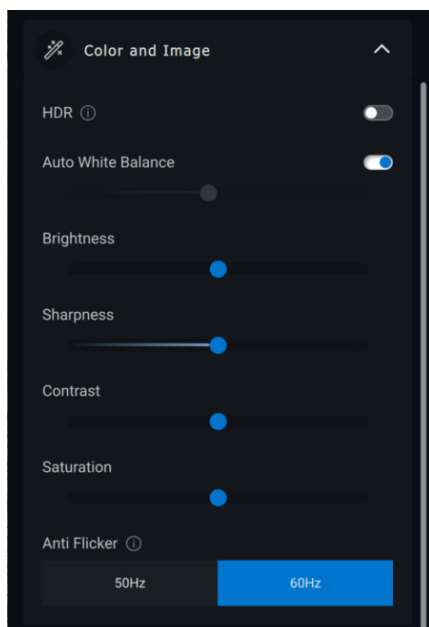 Color and Image
HDR
Auto White Balance
Brightness
Sharpness
Contrast
Saturation
Anti Flicker
50Hz 60Hz